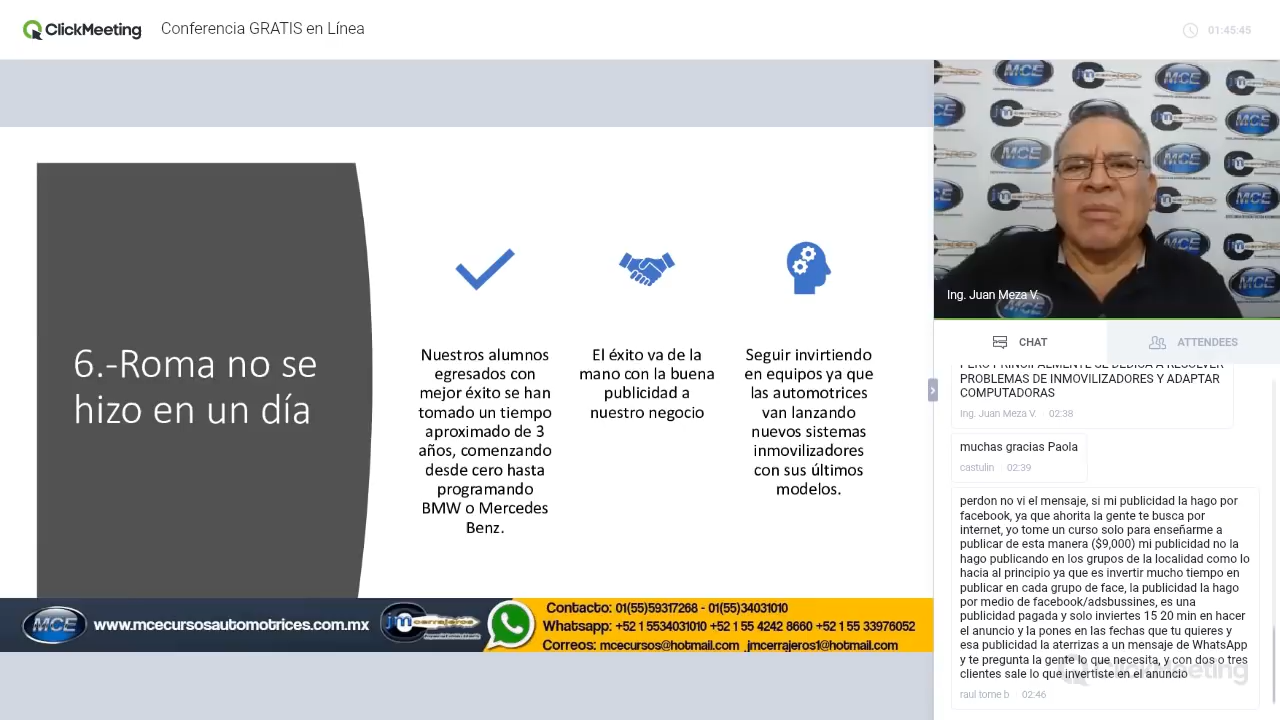 ClickMeeting
Conferencia GRATIS en Línea
01:45:45
6.-Roma no se
hizo en un día
Nuestros alumnos
egresados con
mejor éxito se han
tomado un tiempo
aproximado de 3
años, comenzando
desde cero hasta
programando
BMW o Mercedes
Benz.
El éxito va de la
mano con la buena
publicidad a
nuestro negocio
Seguir invirtiendo
en equipos ya que
las automotrices
van lanzando
nuevos sistemas
inmovilizadores
con sus últimos
modelos.
MCE
www.mcecursosautomotrices.com.mx
jm cerrajeros
Contacto: 01(55)59317268 - 01(55)34031010
Whatsapp: +52 1 5534031010 +52 1 55 4242 8660 +52 1 55 33976052
Correos: mcecursos@hotmail.com jmcerrajeros1@hotmail.com
MCE
Ing. Juan Meza V.
CHAT
ATTENDEES
PERO PRINCIPALMENTE SE DEDICA A RESOLVER
PROBLEMAS DE INMOVILIZADORES Y ADAPTAR
COMPUTADORAS
Ing. Juan Meza V. · 02:38
muchas gracias Paola
castulin · 02:39
perdon no vi el mensaje, si mi publicidad la hago por
facebook, ya que ahorita la gente te busca por
internet, yo tome un curso solo para enseñarme a
publicar de esta manera ($9,000) mi publicidad no la
hago publicando en los grupos de la localidad como lo
hacia al principio ya que es invertir mucho tiempo en
publicar en cada grupo de face, la publicidad la hago
por medio de facebook/adsbussines, es una
publicidad pagada y solo inviertes 15 20 min en hacer
el anuncio y la pones en las fechas que tu quieres y
esa publicidad la aterrizas a un mensaje de WhatsApp
y te pregunta la gente lo que necesita, y con dos o tres
clientes sale lo que invertiste en el anuncio
raul torne b · 02:46
ClickMeeting